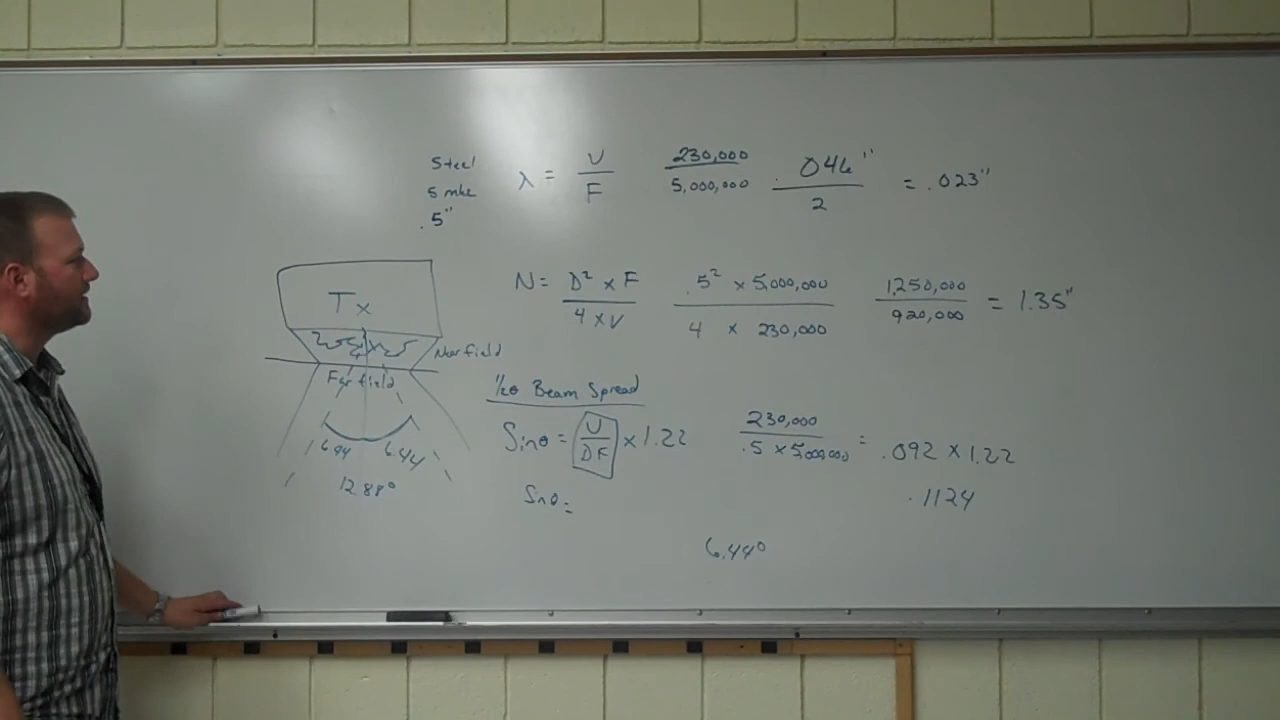 Steel
5 mhz
.5"
λ = V / F   230,000 / 5,000,000   .046" / 2 = .023"
N = D² x F / 4 x V   .5² x 5,000,000 / 4 x 230,000   1,250,000 / 920,000 = 1.35"
Tx
Near field
Far field
6.44 6.44
12.88°
1/2θ Beam Spread
Sinθ = V / DF x 1.22   230,000 / .5 x 5,000,000 = .092 x 1.22
.1124
Sinθ =
6.44°